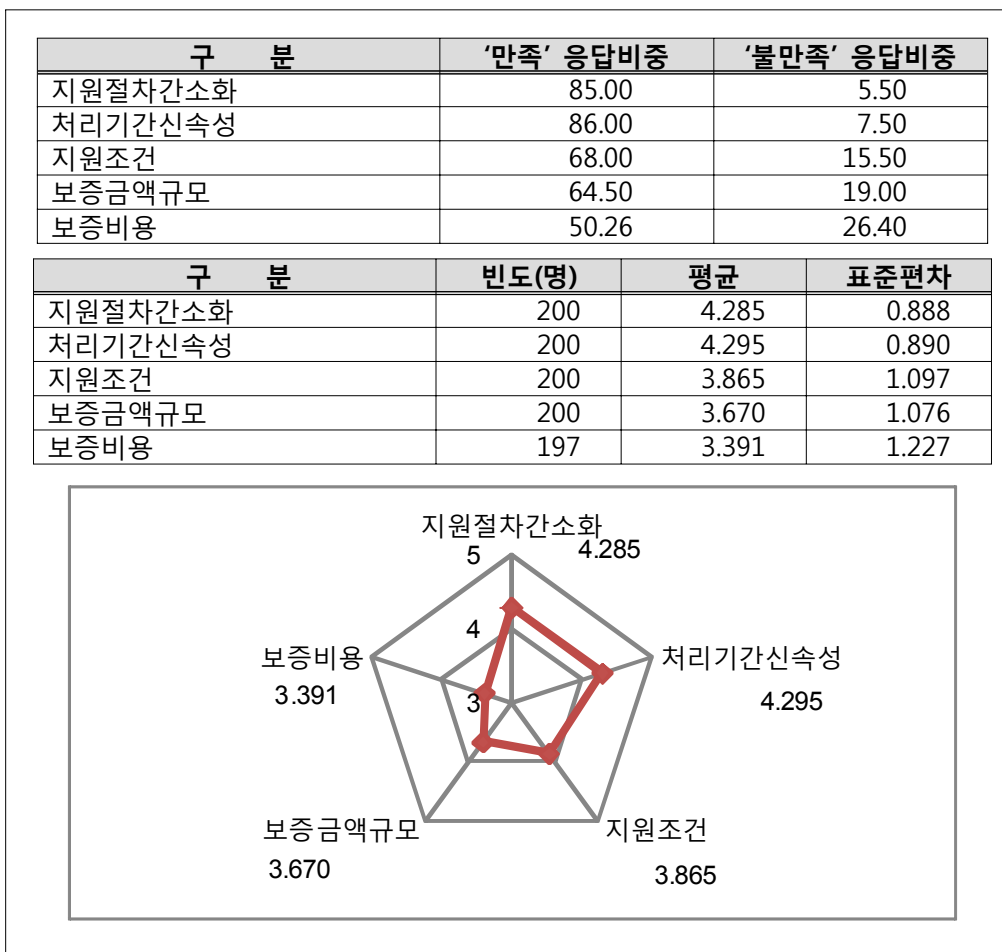 구 분 ‘만족’ 응답비중 ‘불만족’ 응답비중
지원절차간소화 85.00 5.50
처리기간신속성 86.00 7.50
지원조건 68.00 15.50
보증금액규모 64.50 19.00
보증비용 50.26 26.40
구 분 빈도(명) 평균 표준편차
지원절차간소화 200 4.285 0.888
처리기간신속성 200 4.295 0.890
지원조건 200 3.865 1.097
보증금액규모 200 3.670 1.076
보증비용 197 3.391 1.227
지원절차간소화
5 4.285
4
보증비용 처리기간신속성
3.391 3 4.295
보증금액규모 지원조건
3.670 3.865